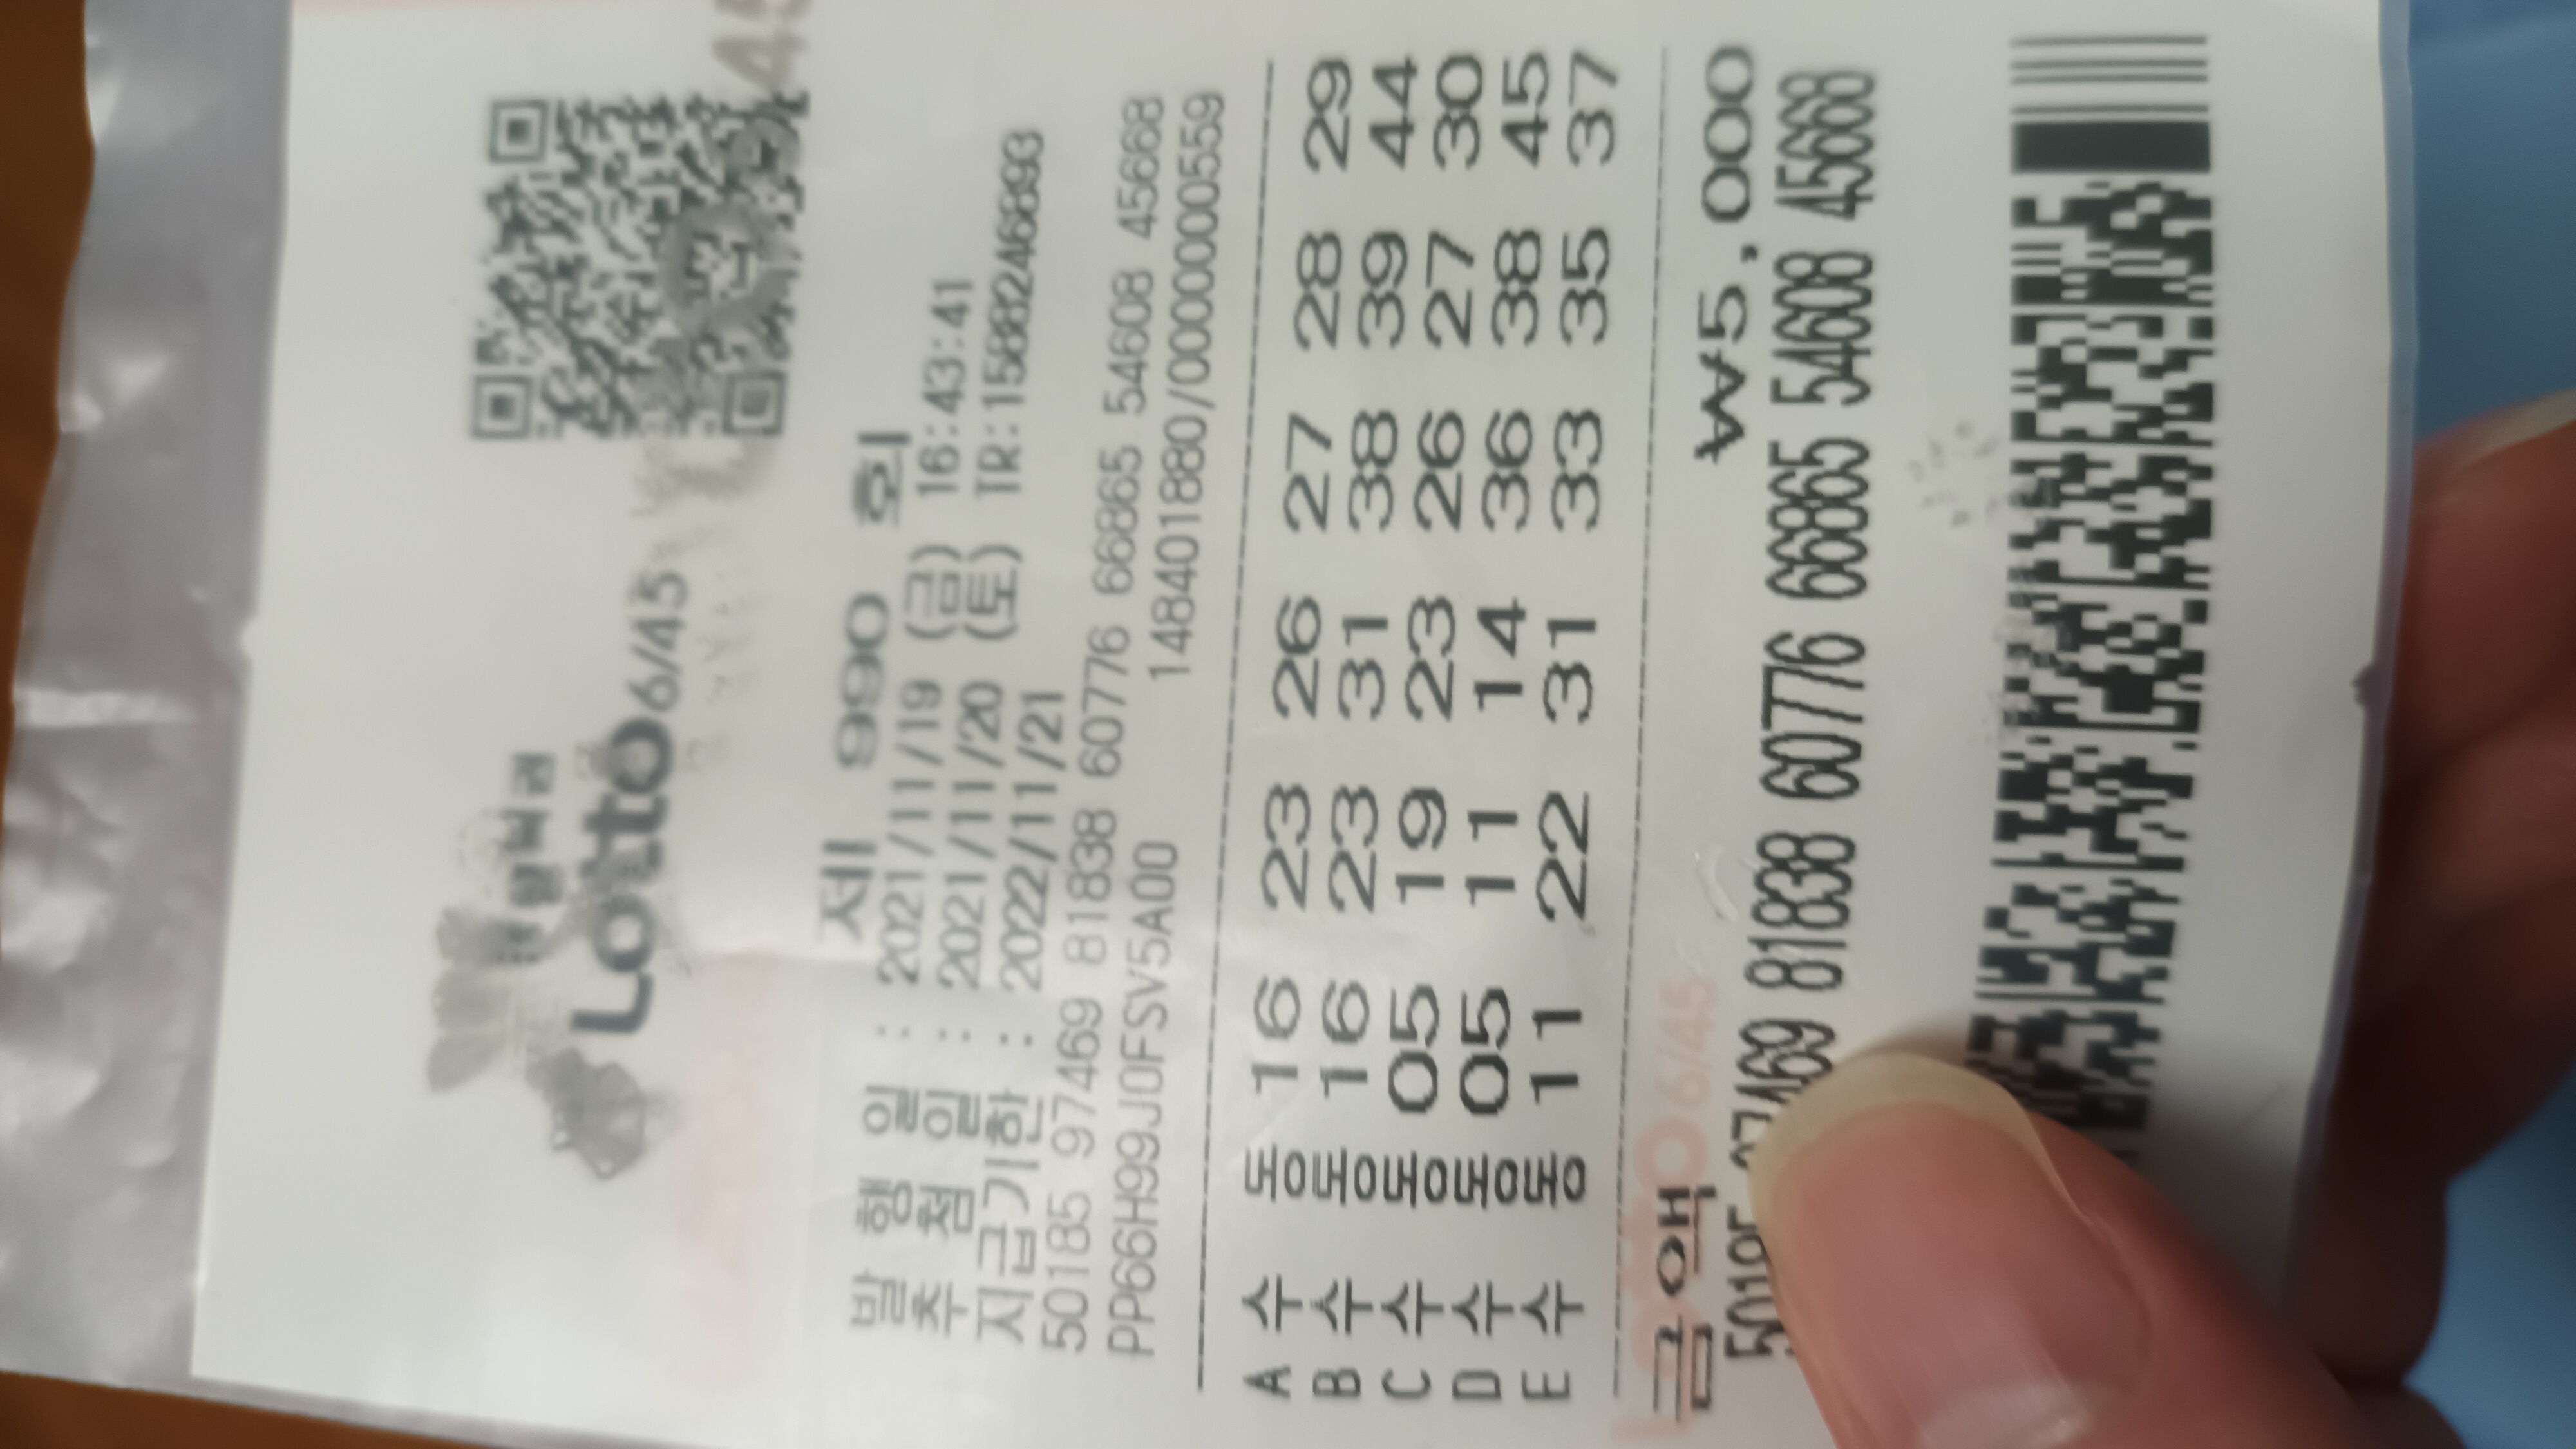 복권
Lotto 6/45
제 990 회
발 행 일 : 2021/11/19 (금) 16:43:41
추 첨 일 : 2021/11/20 (토) TR:1588246893
지급기한 : 2022/11/21
50185 97469 81838 60776 66865 54608 45668
PP66H99J0FSV5A00 148401880/0000000559
A 수동 16 23 26 27 28 29
B 수동 16 23 31 38 39 44
C 수동 05 19 23 26 27 30
D 수동 05 11 14 36 38 45
E 수동 11 22 31 33 35 37
금액 ₩5,000
81838 60776 66865 54608 45668